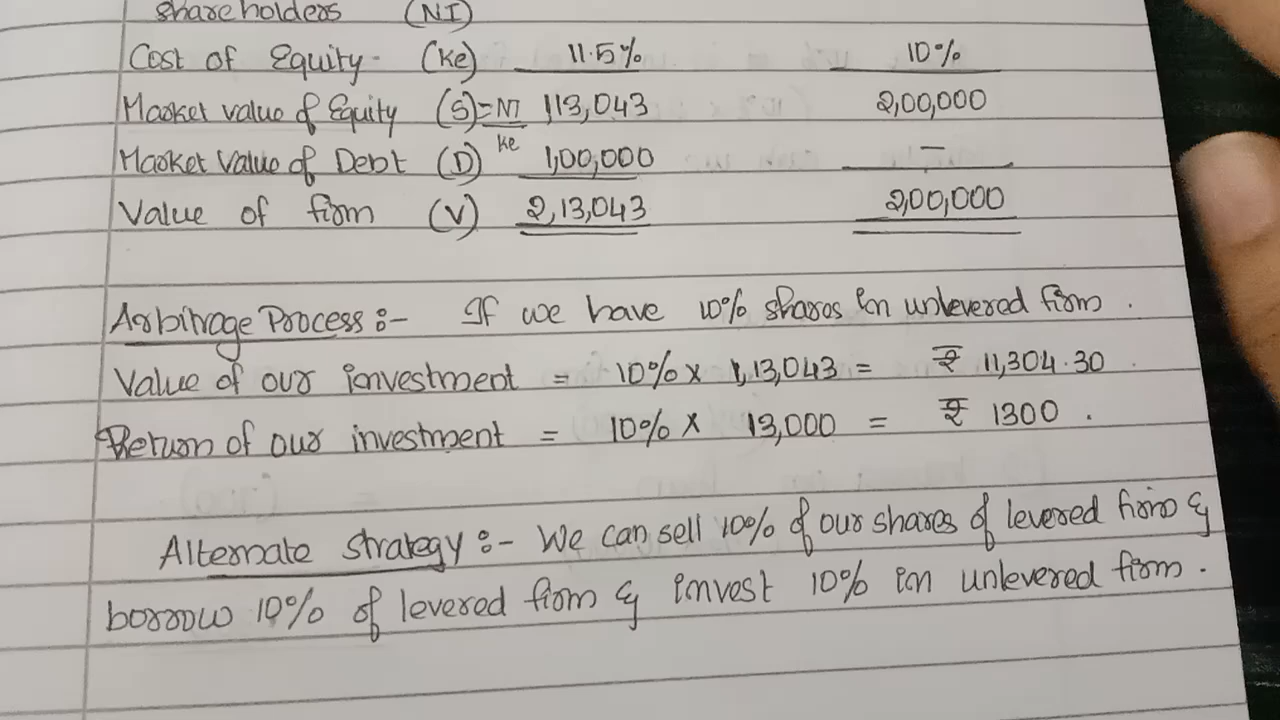 shareholders (NI)
Cost of Equity- (Ke) 11.5% 10%
Market value of Equity (S)=NI/Ke 1,13,043 2,00,000
Market Value of Debt (D) 1,00,000 -
Value of firm (V) 2,13,043 2,00,000
Arbitrage Process :- If we have 10% shares in unlevered firm.
Value of our investment = 10% x 1,13,043 = ₹ 11,304.30
Return of our investment = 10% x 13,000 = ₹ 1300.
Alternate strategy :- We can sell 10% of our shares of levered firm &
borrow 10% of levered firm & invest 10% in unlevered firm.